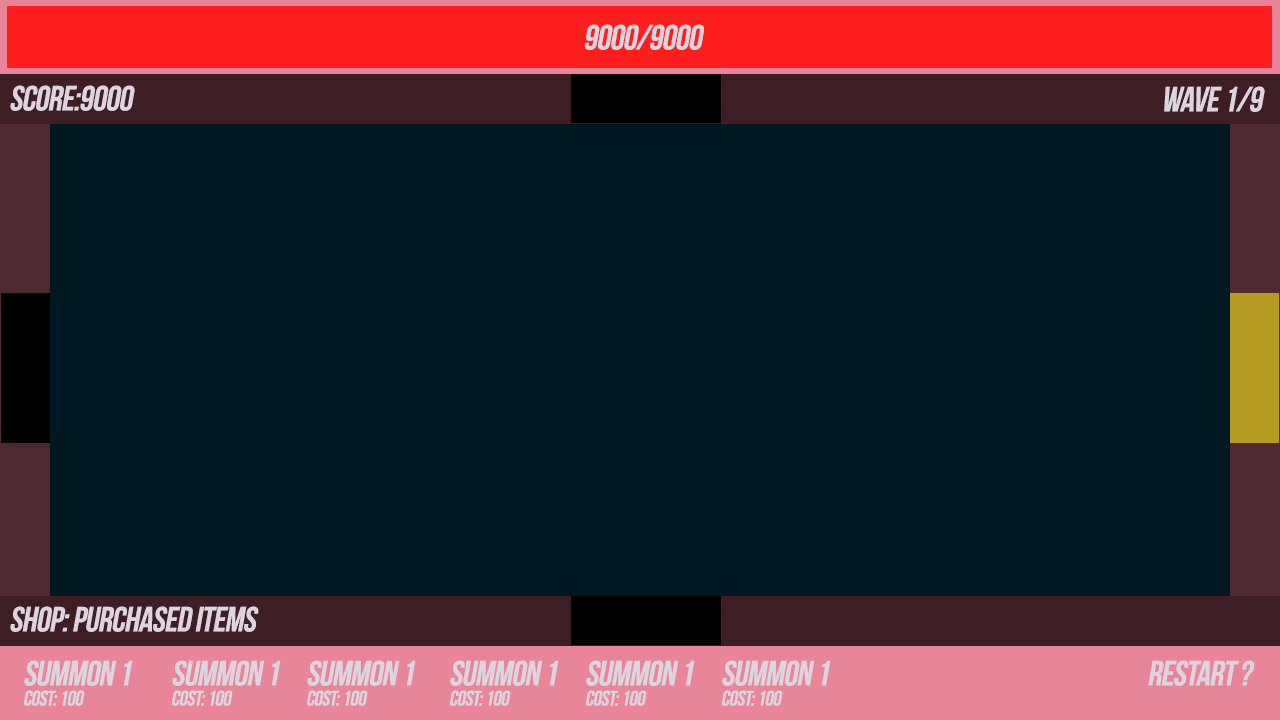 9000/9000
SCORE:9000
WAVE 1/9
SHOP: PURCHASED ITEMS
SUMMON 1 SUMMON 1 SUMMON 1 SUMMON 1 SUMMON 1 SUMMON 1 RESTART ?
COST: 100 COST: 100 COST: 100 COST: 100 COST: 100 COST: 100